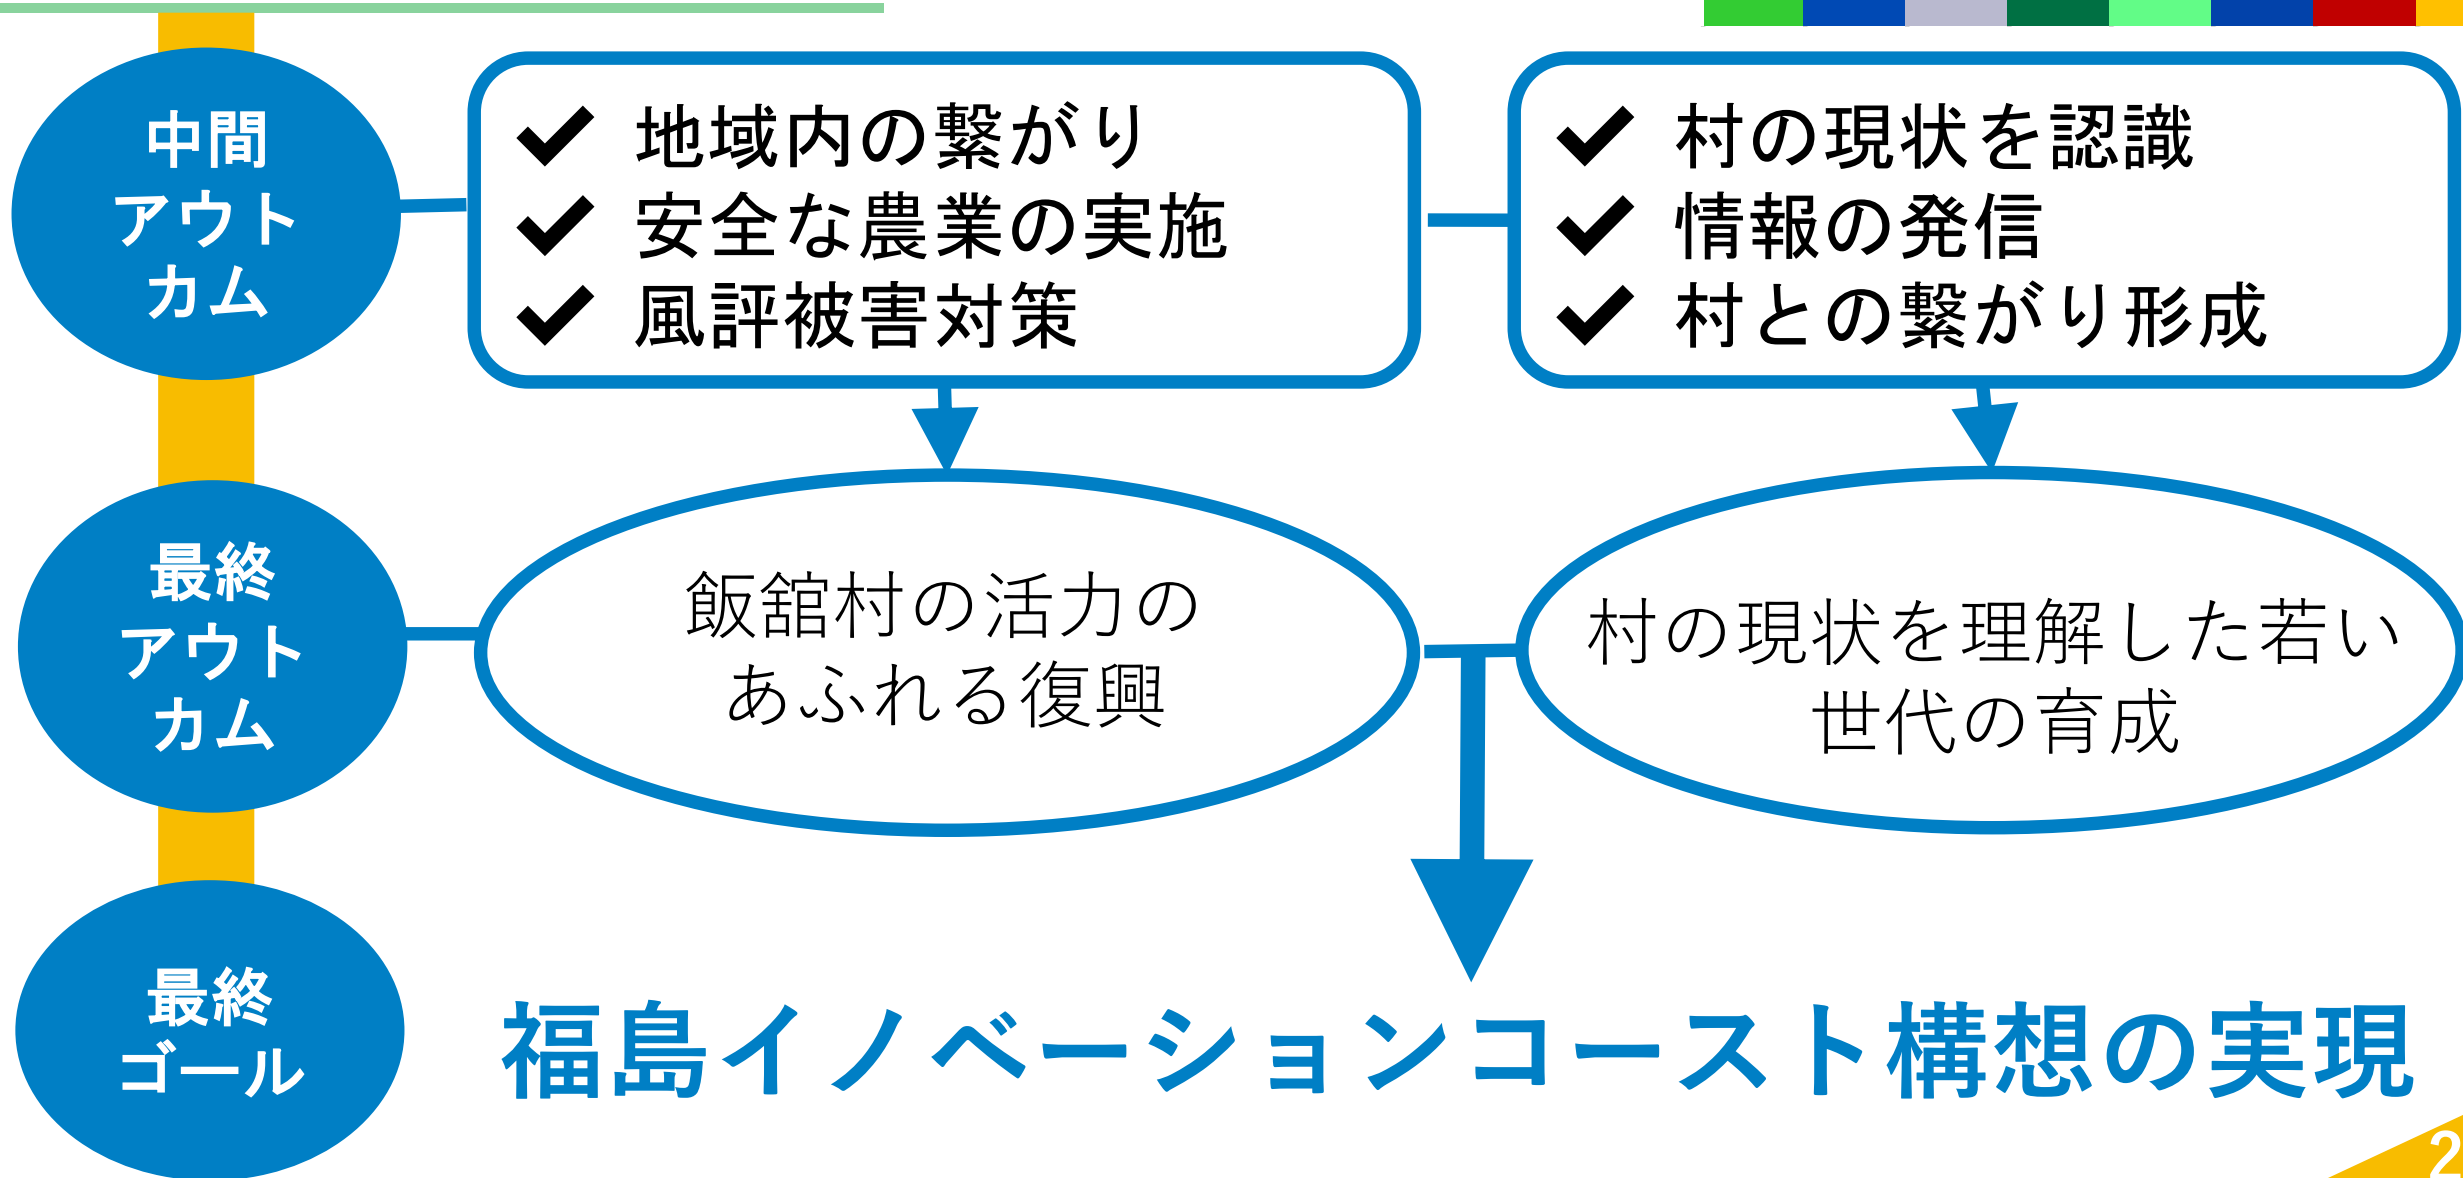 中間
アウト
カム
地域内の繋がり
安全な農業の実施
風評被害対策
村の現状を認識
情報の発信
村との繋がり形成
最終
アウト
カム
飯舘村の活力の
あふれる復興
村の現状を理解した若い
世代の育成
最終
ゴール
福島イノベーションコースト構想の実現
2